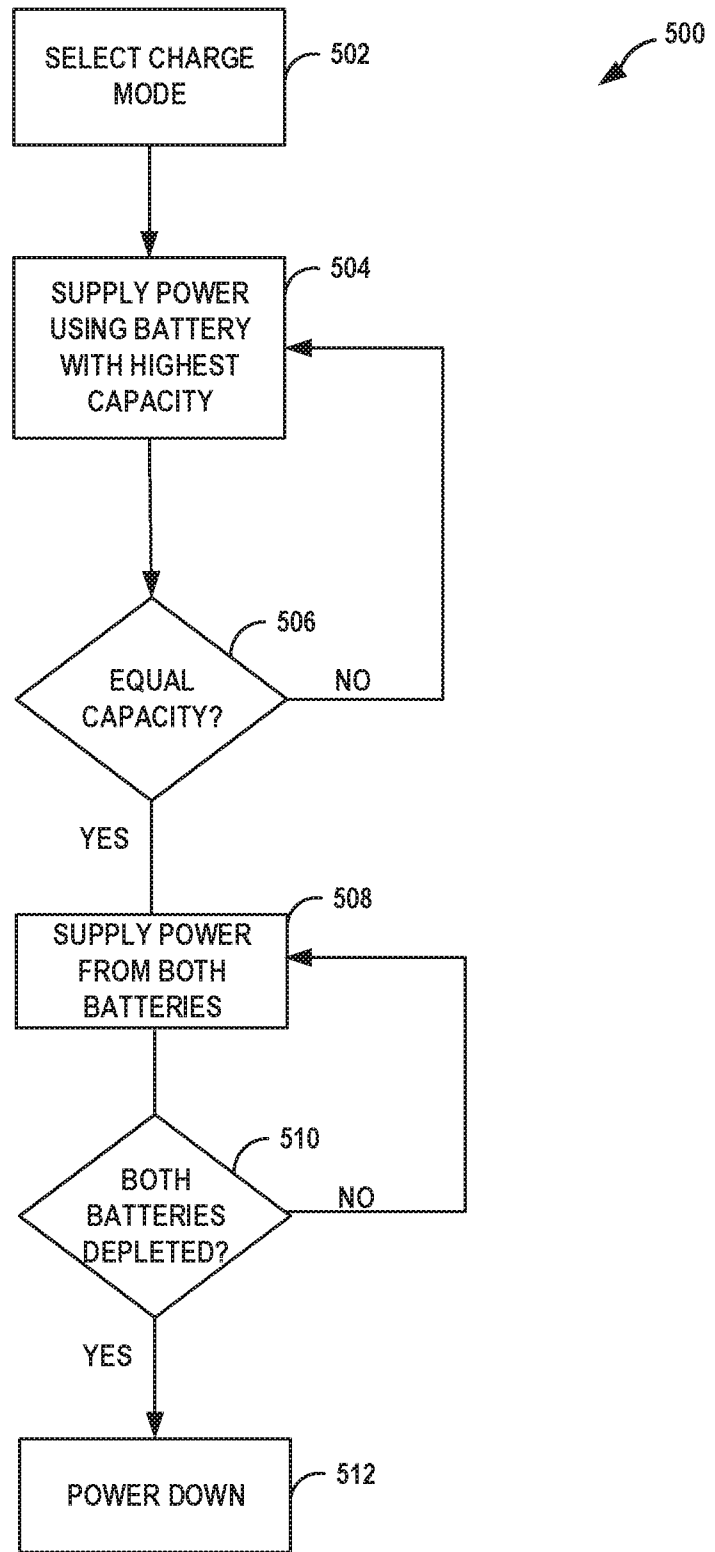 500
SELECT CHARGE
MODE
502
SUPPLY POWER
USING BATTERY
WITH HIGHEST
CAPACITY
504
EQUAL
CAPACITY?
506
NO
YES
SUPPLY POWER
FROM BOTH
BATTERIES
508
BOTH
BATTERIES
DEPLETED?
510
NO
YES
POWER DOWN
512